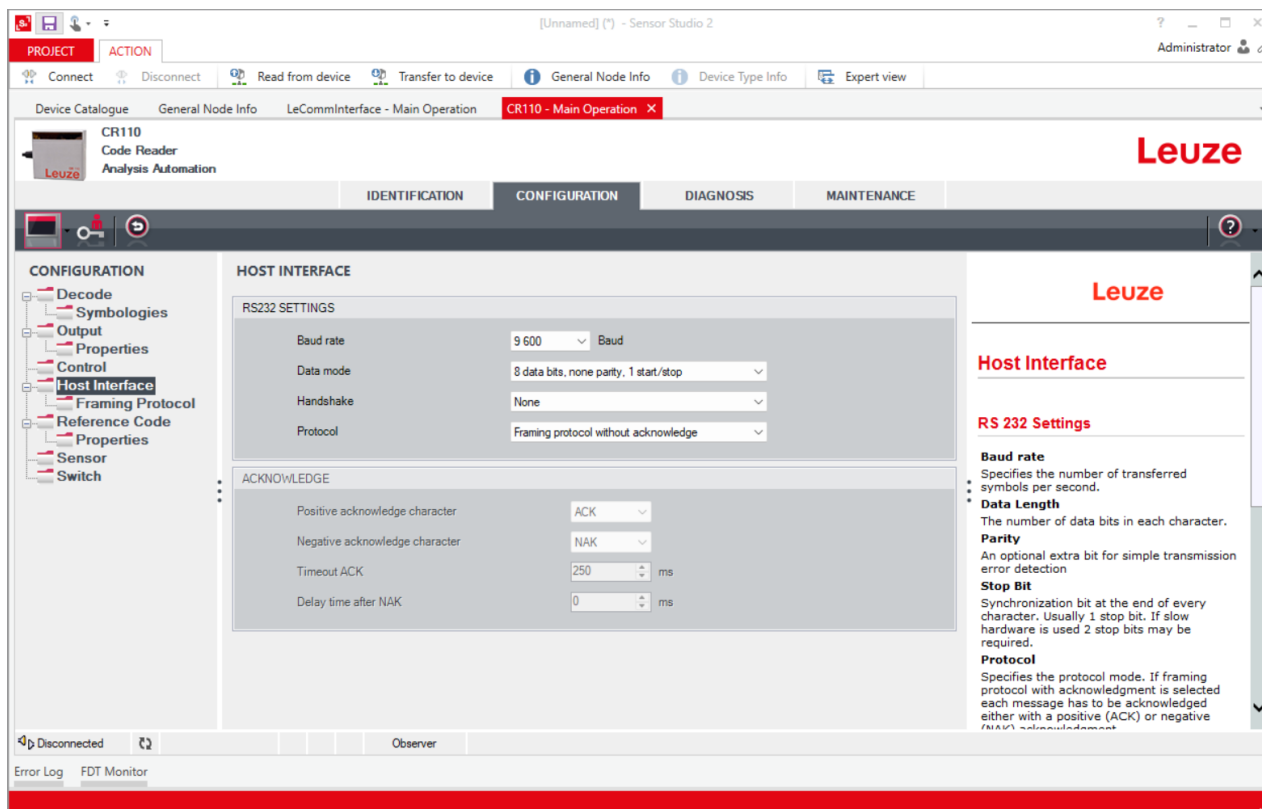 [Unnamed] (*) - Sensor Studio 2
PROJECT ACTION
Administrator
Connect Disconnect Read from device Transfer to device General Node Info Device Type Info Expert view
Device Catalogue General Node Info LeCommInterface - Main Operation CR110 - Main Operation
CR110
Code Reader
Analysis Automation
Leuze
Leuze
IDENTIFICATION CONFIGURATION DIAGNOSIS MAINTENANCE
CONFIGURATION
Decode
Symbologies
Output
Properties
Control
Host Interface
Framing Protocol
Reference Code
Properties
Sensor
Switch
HOST INTERFACE
RS232 SETTINGS
Baud rate 9 600 Baud
Data mode 8 data bits, none parity, 1 start/stop
Handshake None
Protocol Framing protocol without acknowledge
ACKNOWLEDGE
Positive acknowledge character ACK
Negative acknowledge character NAK
Timeout ACK 250 ms
Delay time after NAK 0 ms
Leuze
Host Interface
RS 232 Settings
Baud rate
Specifies the number of transferred
symbols per second.
Data Length
The number of data bits in each character.
Parity
An optional extra bit for simple transmission
error detection
Stop Bit
Synchronization bit at the end of every
character. Usually 1 stop bit. If slow
hardware is used 2 stop bits may be
required.
Protocol
Specifies the protocol mode. If framing
protocol with acknowledgment is selected
each message has to be acknowledged
either with a positive (ACK) or negative
(NAK) acknowledgment
Disconnected Observer
Error Log FDT Monitor